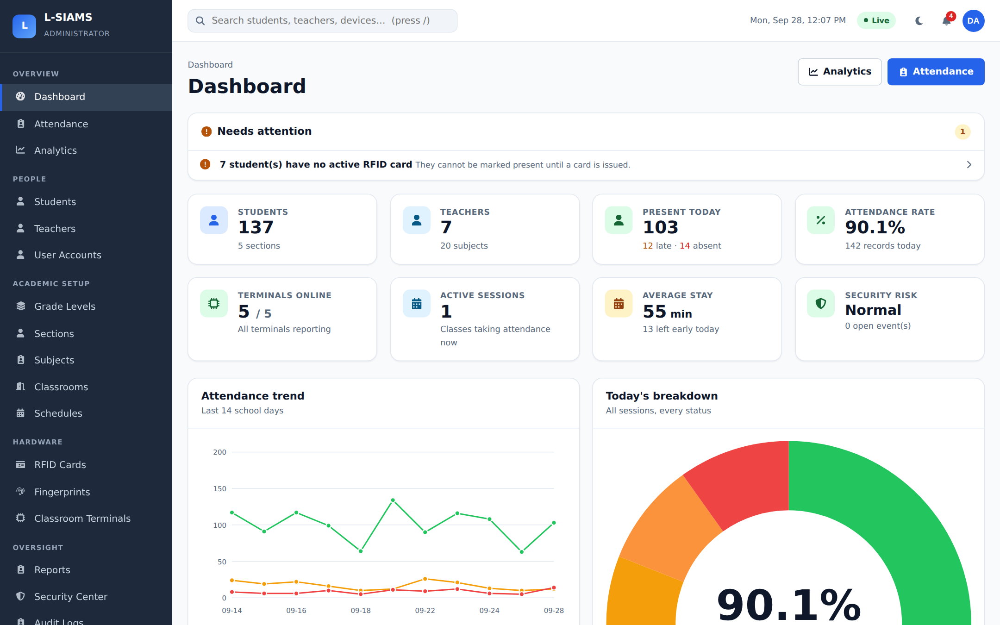 L
L-SIAMS
ADMINISTRATOR
OVERVIEW
Dashboard
Attendance
Analytics
PEOPLE
Students
Teachers
User Accounts
ACADEMIC SETUP
Grade Levels
Sections
Subjects
Classrooms
Schedules
HARDWARE
RFID Cards
Fingerprints
Classroom Terminals
OVERSIGHT
Reports
Security Center
Audit Logs
Search students, teachers, devices... (press /)
Mon, Sep 28, 12:07 PM
Live
4
DA
Dashboard
Dashboard
Analytics
Attendance
Needs attention
1
7 student(s) have no active RFID card They cannot be marked present until a card is issued.
STUDENTS
137
5 sections
TEACHERS
7
20 subjects
PRESENT TODAY
103
12 late · 14 absent
ATTENDANCE RATE
90.1%
142 records today
TERMINALS ONLINE
5 / 5
All terminals reporting
ACTIVE SESSIONS
1
Classes taking attendance
now
AVERAGE STAY
55 min
13 left early today
SECURITY RISK
Normal
0 open event(s)
Attendance trend
Last 14 school days
200
150
100
50
0
09-14 09-16 09-18 09-22 09-24 09-28
Today's breakdown
All sessions, every status
90.1%